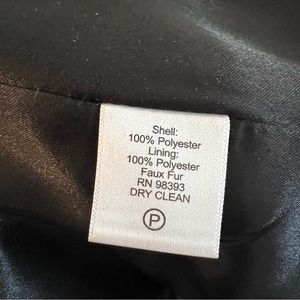 Shell:
100% Polyester
Lining:
100% Polyester
Faux Fur
RN 98393
DRY CLEAN
P